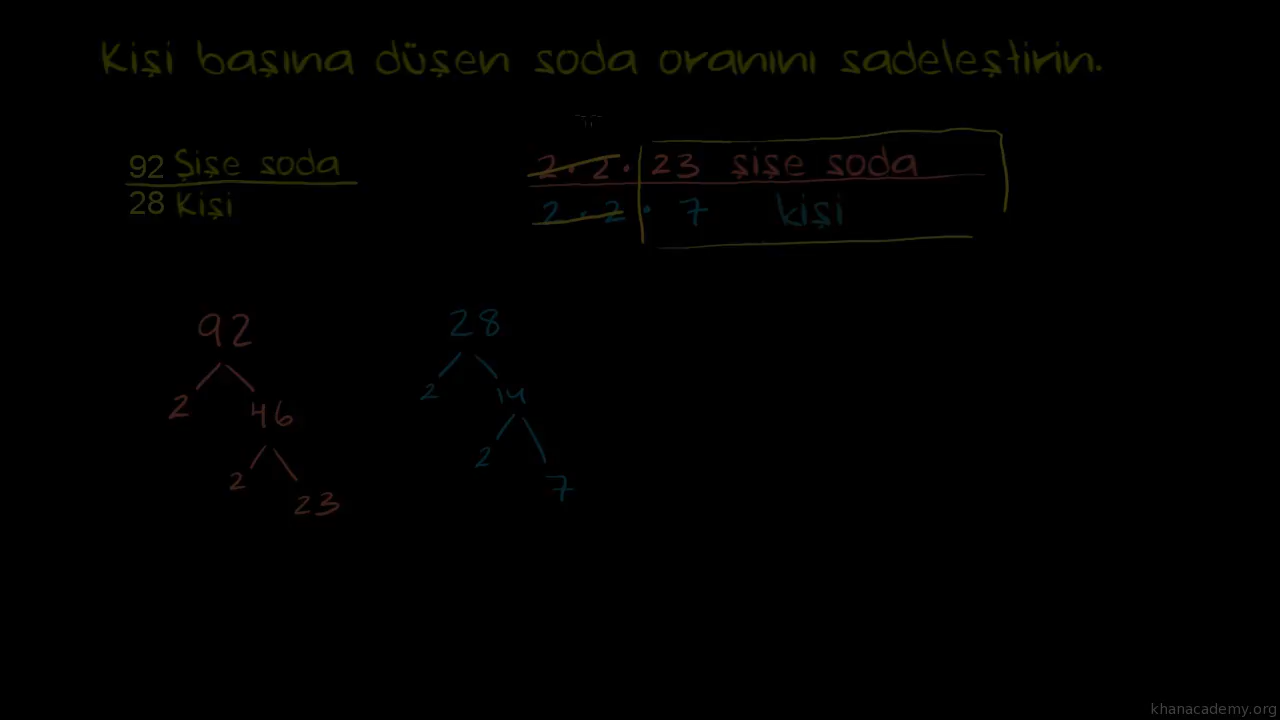 Kişi başına düşen soda oranını sadeleştirin.
92 Şişe soda
28 Kişi
2 · 2 · 23 şişe soda
2 · 2 · 7 kişi
92
2 46
2 23
28
2 14
2 7
khanacademy.org